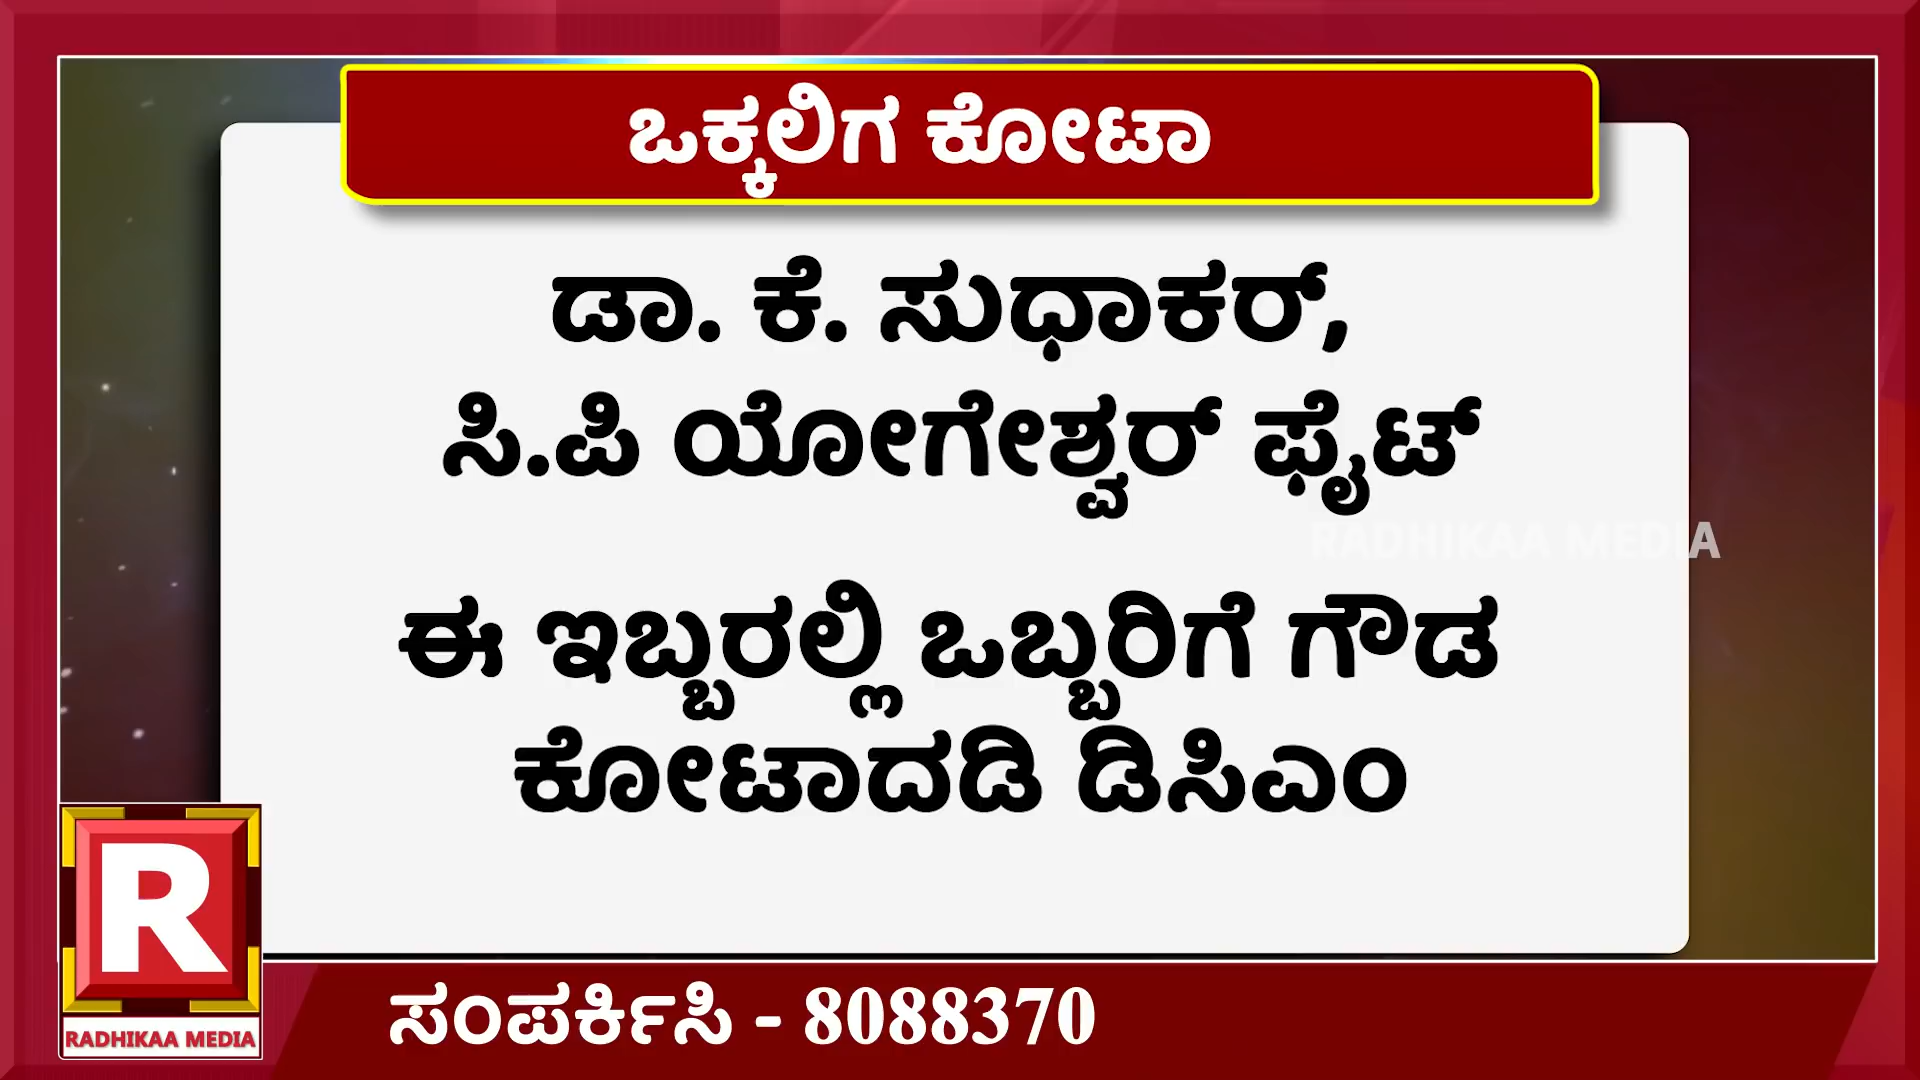 ಒಕ್ಕಲಿಗ ಕೋಟಾ
ಡಾ. ಕೆ. ಸುಧಾಕರ್,
ಸಿ.ಪಿ ಯೋಗೇಶ್ವರ್ ಫೈಟ್
RADHIKAA MEDIA
ಈ ಇಬ್ಬರಲ್ಲಿ ಒಬ್ಬರಿಗೆ ಗೌಡ
ಕೋಟಾದಡಿ ಡಿಸಿಎಂ
R
RADHIKAA MEDIA
ಸಂಪರ್ಕಿಸಿ - 8088370